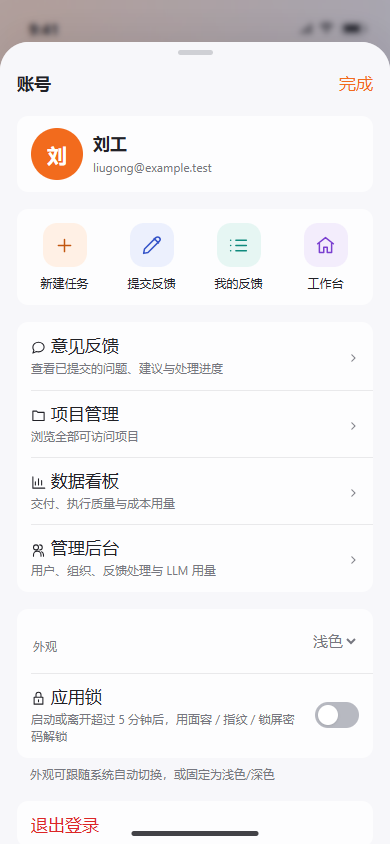 9:41
账号
完成
刘
刘工
liugong@example.test
新建任务
提交反馈
我的反馈
工作台
意见反馈
查看已提交的问题、建议与处理进度
项目管理
浏览全部可访问项目
数据看板
交付、执行质量与成本用量
管理后台
用户、组织、反馈处理与 LLM 用量
外观
浅色
应用锁
启动或离开超过 5 分钟后，用面容 / 指纹 / 锁屏密
码解锁
外观可跟随系统自动切换，或固定为浅色/深色
退出登录